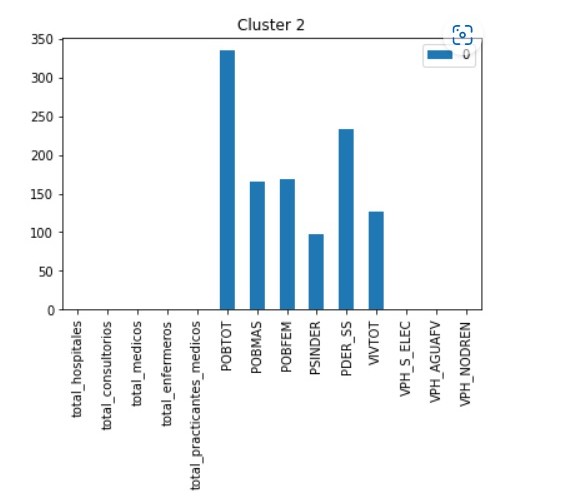 Cluster 2
350
300
250
200
150
100
50
0
0
total_hospitales
total_consultorios
total_medicos
total_enfermeros
total_practicantes_medicos
POBTOT
POBMAS
POBFEM
PSINDER
PDER_SS
VIVTOT
VPH_S_ELEC
VPH_AGUAFV
VPH_NODREN